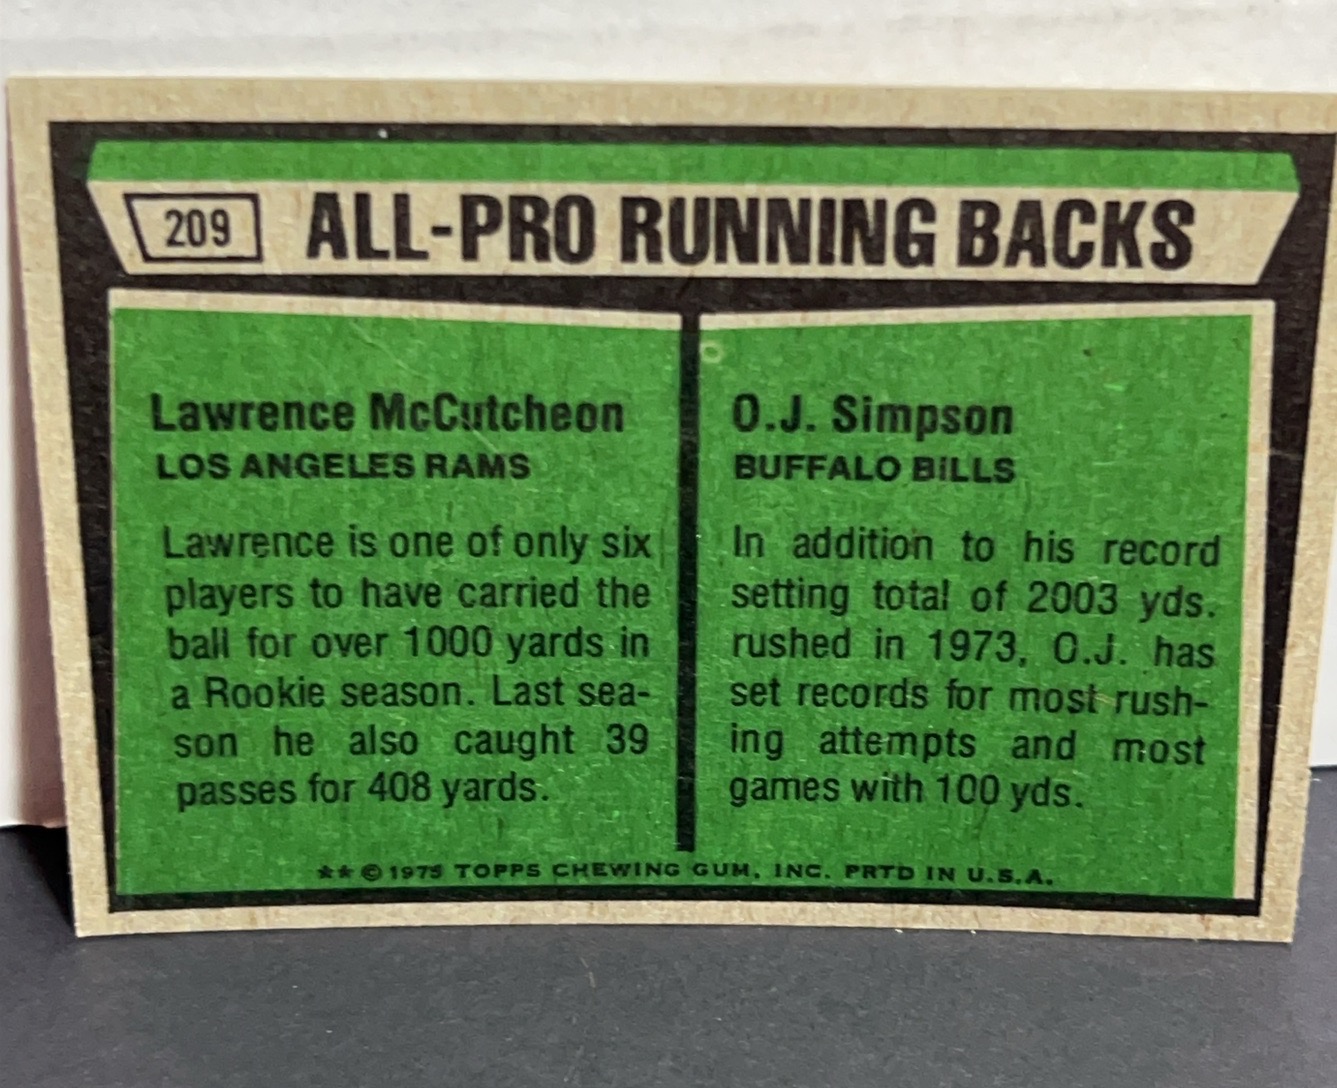 209 ALL-PRO RUNNING BACKS
Lawrence McCutcheon
LOS ANGELES RAMS
Lawrence is one of only six
players to have carried the
ball for over 1000 yards in
a Rookie season. Last sea-
son he also caught 39
passes for 408 yards.
O.J. Simpson
BUFFALO BILLS
In addition to his record
setting total of 2003 yds.
rushed in 1973, O.J. has
set records for most rush-
ing attempts and most
games with 100 yds.
★★ © 1975 TOPPS CHEWING GUM, INC. PRTD IN U.S.A.